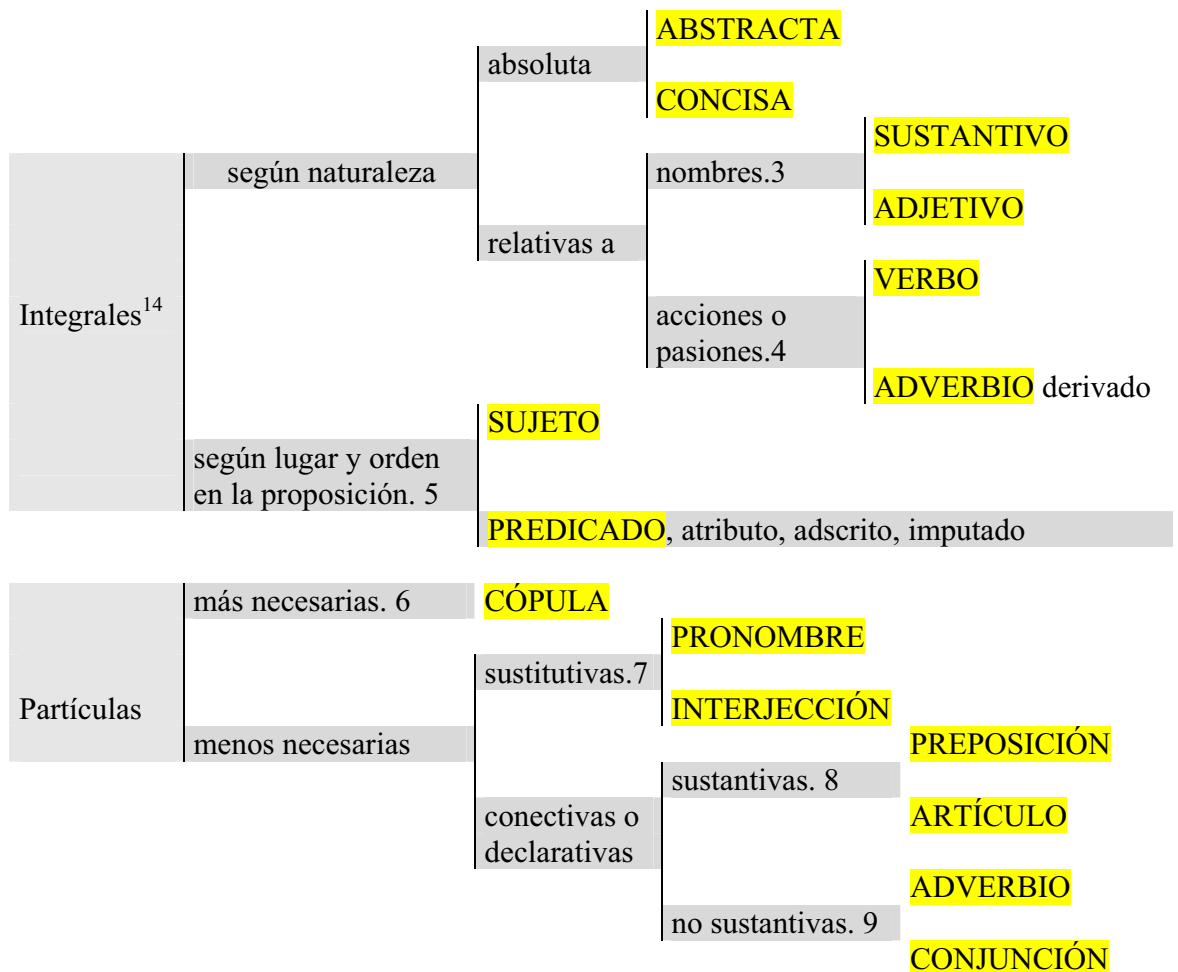 ABSTRACTA
absoluta
CONCISA
SUSTANTIVO
según naturaleza
nombres.3
ADJETIVO
relativas a
VERBO
Integrales14
acciones o
pasiones.4
ADVERBIO derivado
SUJETO
según lugar y orden
en la proposición. 5
PREDICADO, atributo, adscrito, imputado
más necesarias. 6
CÓPULA
PRONOMBRE
sustitutivas.7
Partículas
INTERJECCIÓN
menos necesarias
PREPOSICIÓN
sustantivas. 8
conectivas o
declarativas
ARTÍCULO
ADVERBIO
no sustantivas. 9
CONJUNCIÓN